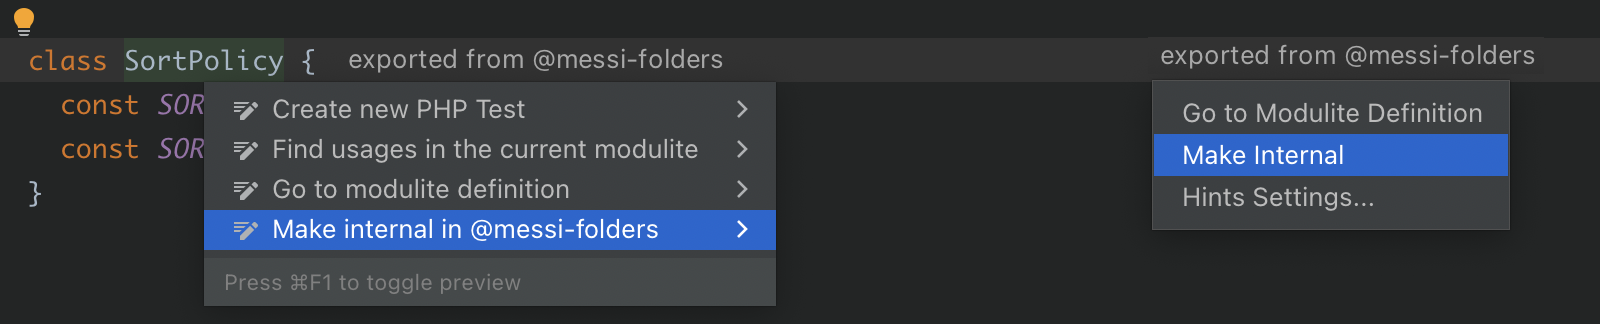 class SortPolicy { exported from @messi-folders
const SOR
const SOR
}
Create new PHP Test
Find usages in the current modulite
Go to modulite definition
Make internal in @messi-folders
Press ⌘F1 to toggle preview
exported from @messi-folders
Go to Modulite Definition
Make Internal
Hints Settings...